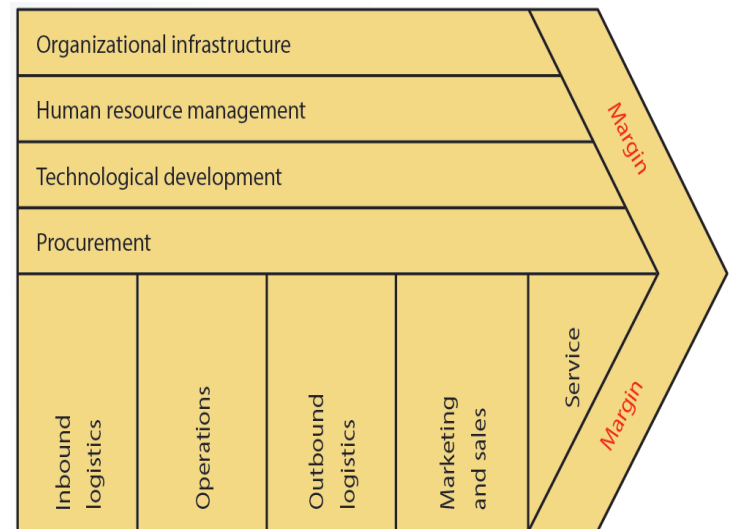 Organizational infrastructure
Human resource management
Technological development
Procurement
Margin
Inbound
logistics
Operations
Outbound
logistics
Marketing
and sales
Service
Margin